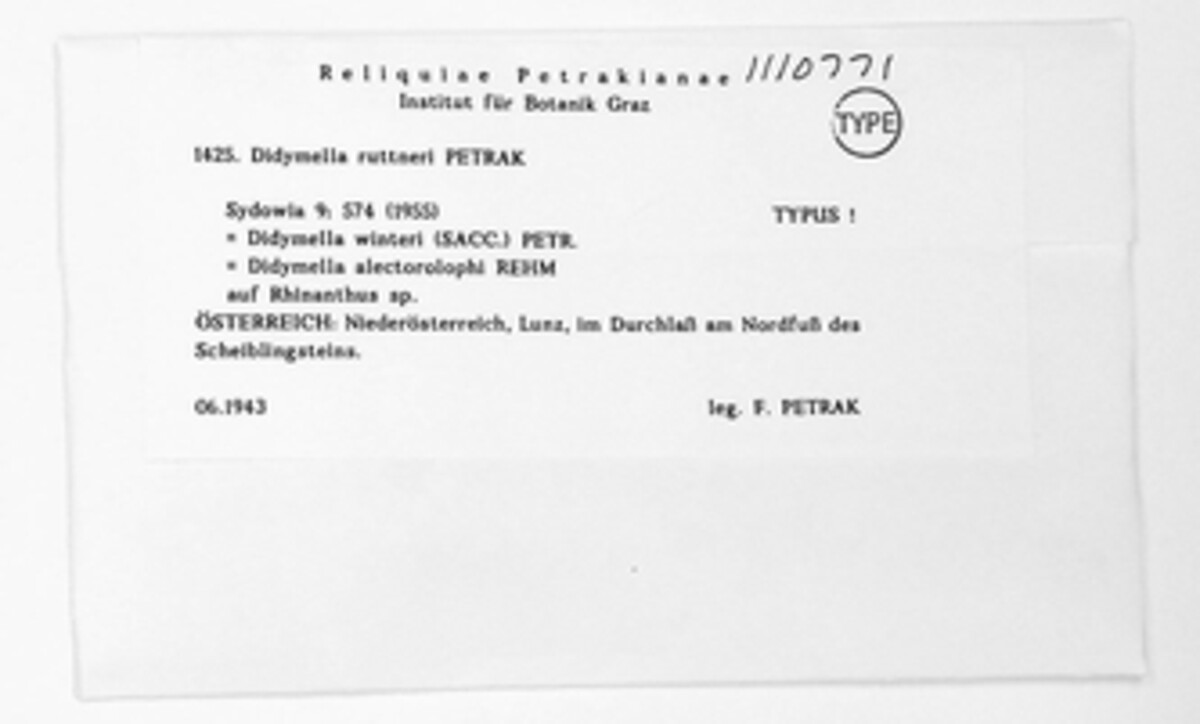 Reliquiae Petrakianae 1110771
Institut für Botanik Graz
TYPE
1425. Didymella ruttneri PETRAK
Sydowia 9: 574 (1955) TYPUS !
= Didymella winteri (SACC.) PETR.
= Didymella alectorolophi REHM
auf Rhinanthus sp.
ÖSTERREICH: Niederösterreich, Lunz, im Durchlaß am Nordfuß des
Scheiblingsteins.
06.1943 leg. F. PETRAK